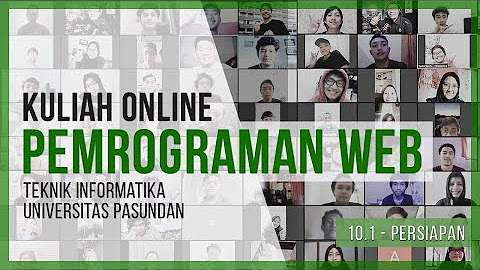 KULIAH ONLINE
PEMROGRAMAN WEB
TEKNIK INFORMATIKA
UNIVERSITAS PASUNDAN
10.1 - PERSIAPAN
A